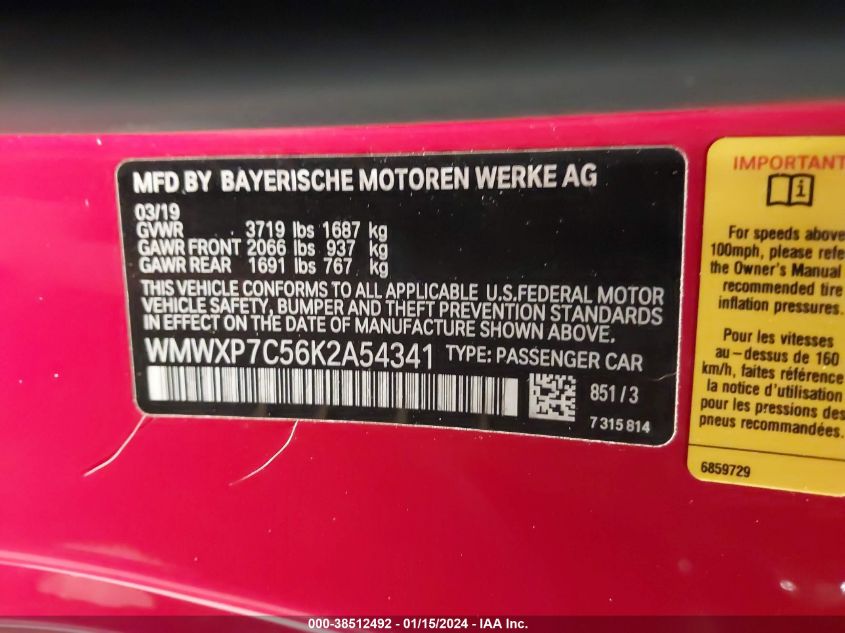 MFD BY BAYERISCHE MOTOREN WERKE AG
03/19
GVWR 3719 lbs 1687 kg
GAWR FRONT 2066 lbs 937 kg
GAWR REAR 1691 lbs 767 kg
THIS VEHICLE CONFORMS TO ALL APPLICABLE U.S.FEDERAL MOTOR
VEHICLE SAFETY, BUMPER AND THEFT PREVENTION STANDARDS
IN EFFECT ON THE DATE OF MANUFACTURE SHOWN ABOVE.
WMWXP7C56K2A54341 TYPE: PASSENGER CAR
851/3
7 315 814
IMPORTANT
i
For speeds above
100mph, please refe
the Owner's Manual
recommended tire
inflation pressures.
Pour les vitesses
au-dessus de 160
km/h, faites référence
la notice d'utilisation
pour les pressions des
pneus recommandées.
6859729
000-38512492 - 01/15/2024 - IAA Inc.